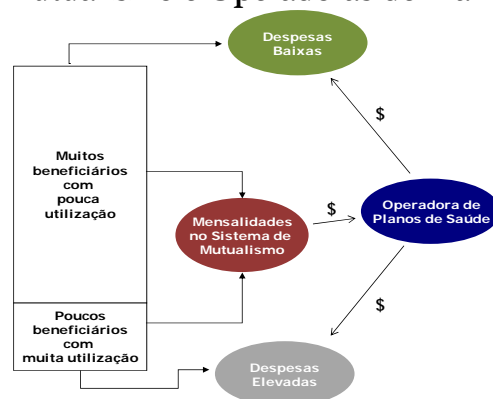 Despesas
Baixas
$
Muitos
beneficiários
com
pouca
utilização
Mensalidades
no Sistema de
Mutualismo
$
Operadora de
Planos de Saúde
$
Poucos
beneficiários
com
muita utilização
Despesas
Elevadas